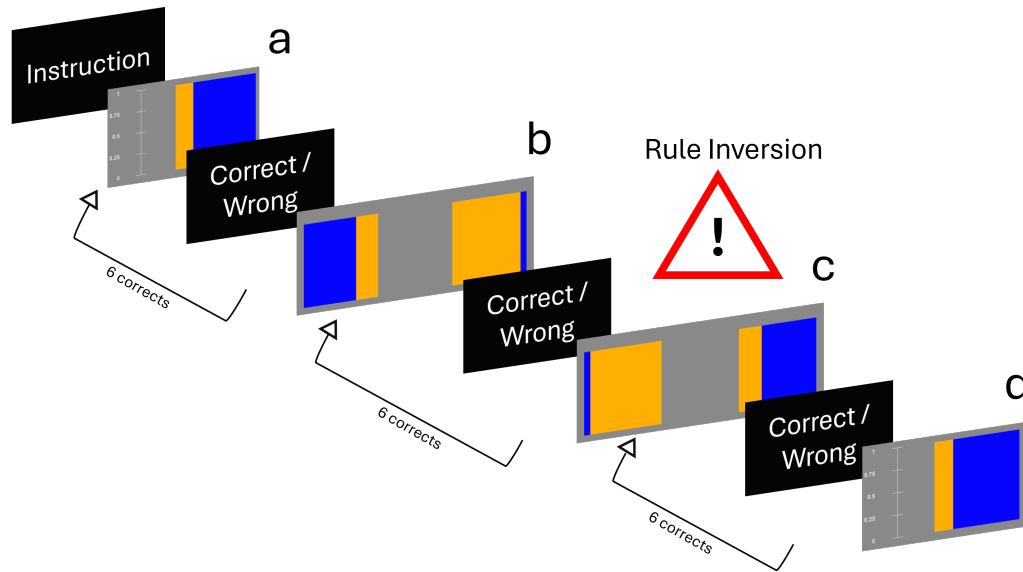 Instruction
a
1
0.75
0.5
0.25
0
Correct /
Wrong
6 corrects
b
Correct /
Wrong
6 corrects
Rule Inversion
!
c
Correct /
Wrong
6 corrects
d
1
0.75
0.5
0.25
0